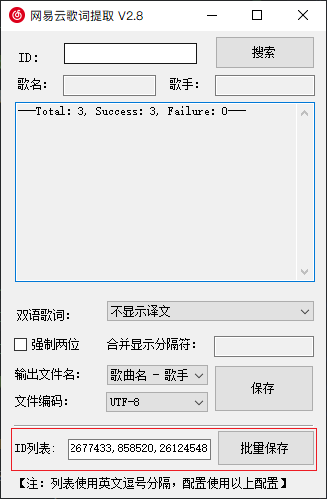 网易云歌词提取 V2.8
ID: 搜索
歌名: 歌手:
──Total: 3, Success: 3, Failure: 0──
双语歌词: 不显示译文
强制两位 合并显示分隔符:
输出文件名: 歌曲名 - 歌手
文件编码: UTF-8 保存
ID列表: 2677433,858520,26124548 批量保存
【注: 列表使用英文逗号分隔，配置使用以上配置】